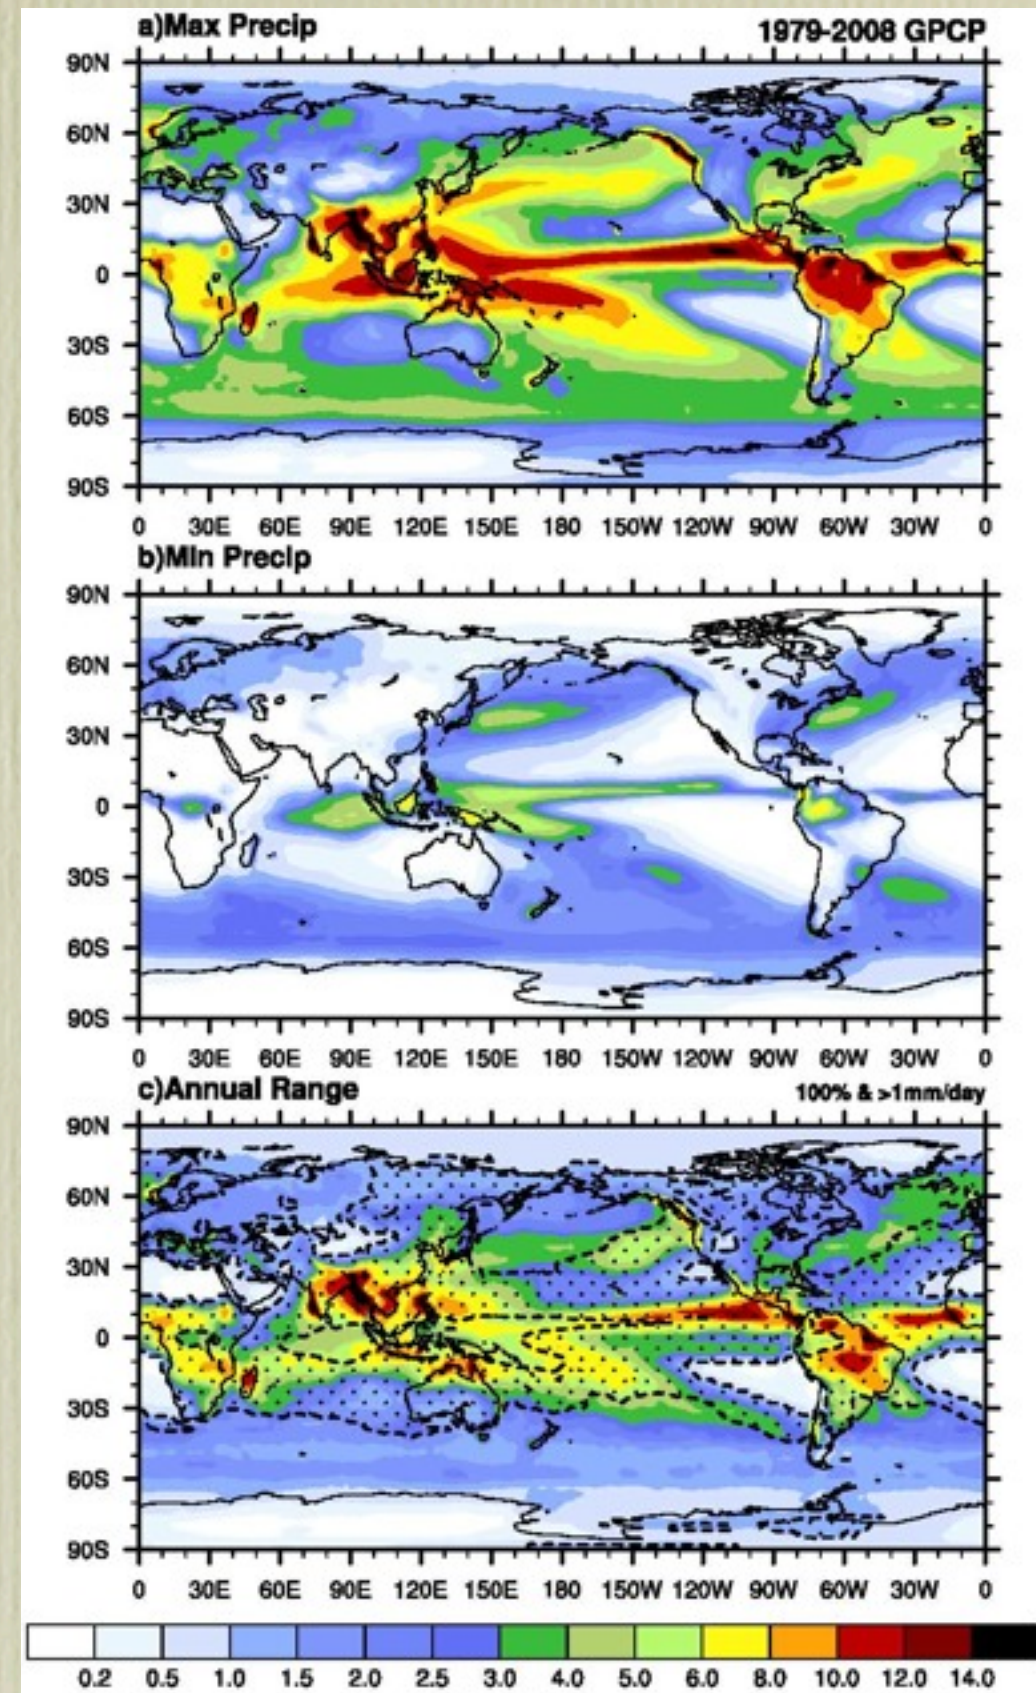 a)Max Precip 1979-2008 GPCP
90N
60N
30N
0
30S
60S
90S
0 30E 60E 90E 120E 150E 180 150W 120W 90W 60W 30W 0
b)MIn Precip
90N
60N
30N
0
30S
60S
90S
0 30E 60E 90E 120E 150E 180 150W 120W 90W 60W 30W 0
c)Annual Range 100% & >1mm/day
90N
60N
30N
0
30S
60S
90S
0 30E 60E 90E 120E 150E 180 150W 120W 90W 60W 30W 0
0.2 0.5 1.0 1.5 2.0 2.5 3.0 4.0 5.0 6.0 8.0 10.0 12.0 14.0